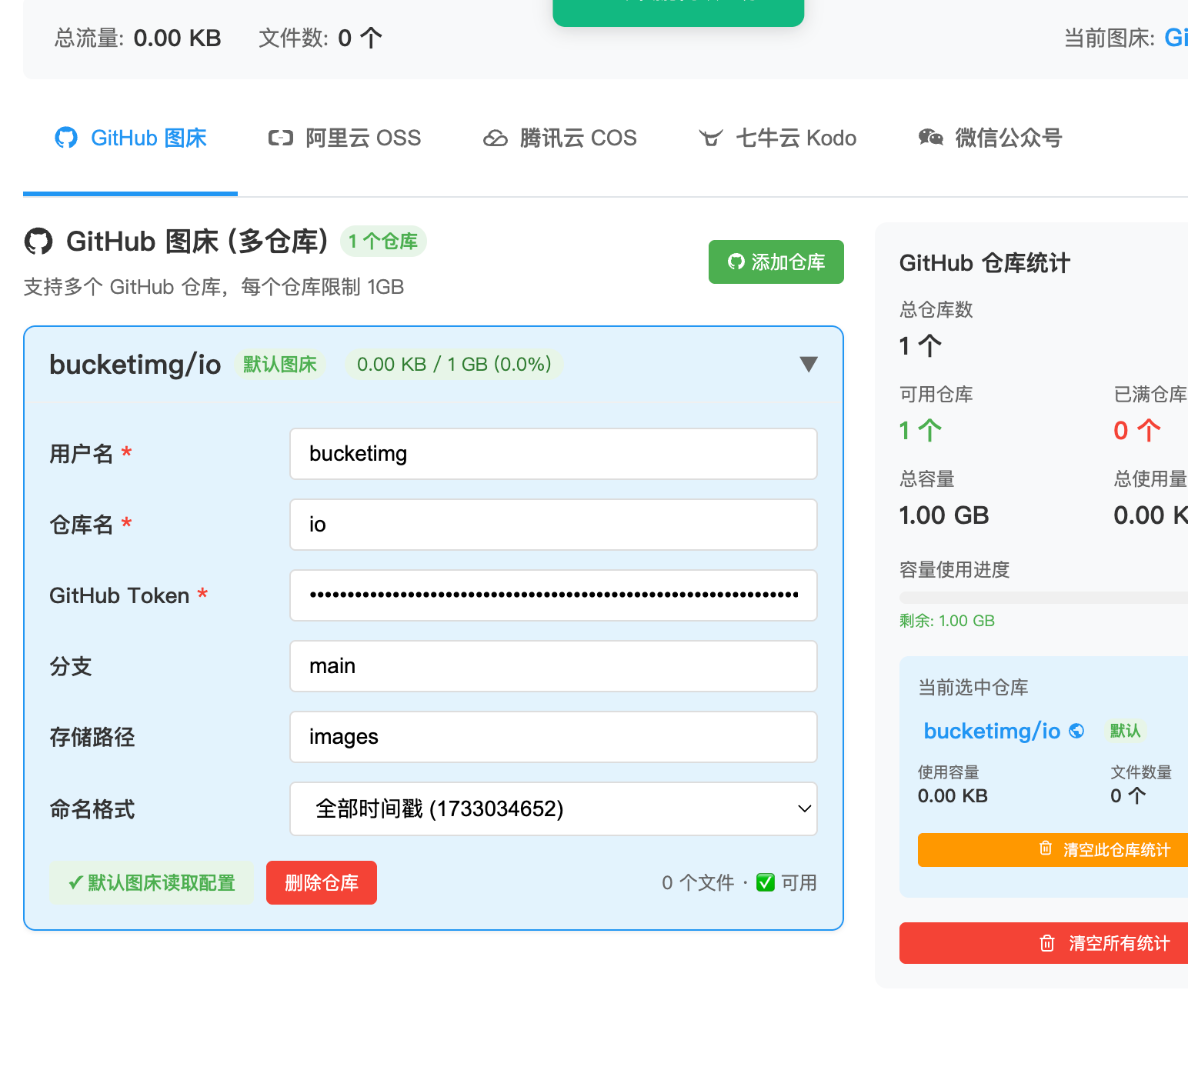 总流量: 0.00 KB 文件数: 0 个
当前图床: Gi
GitHub 图床
阿里云 OSS
腾讯云 COS
七牛云 Kodo
微信公众号
GitHub 图床 (多仓库) 1 个仓库
支持多个 GitHub 仓库，每个仓库限制 1GB
添加仓库
bucketimg/io 默认图床 0.00 KB / 1 GB (0.0%)
用户名 * bucketimg
仓库名 * io
GitHub Token *
分支 main
存储路径 images
命名格式 全部时间戳 (1733034652)
✓默认图床读取配置 删除仓库 0 个文件 · ✅ 可用
GitHub 仓库统计
总仓库数
1 个
可用仓库 已满仓库
1 个 0 个
总容量 总使用量
1.00 GB 0.00 K
容量使用进度
剩余: 1.00 GB
当前选中仓库
bucketimg/io 默认
使用容量 文件数量
0.00 KB 0 个
清空此仓库统计
清空所有统计